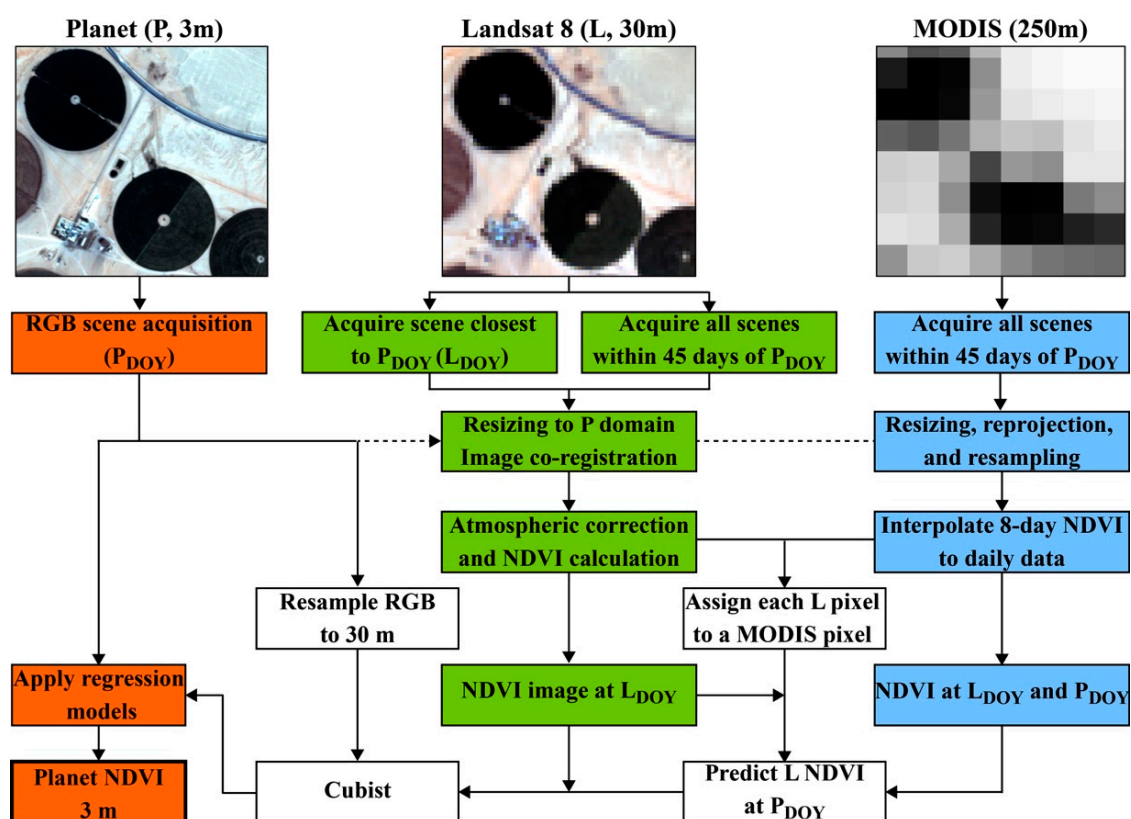 Planet (P, 3m)
Landsat 8 (L, 30m)
MODIS (250m)
RGB scene acquisition
(PDOY)
Acquire scene closest
to PDOY (LDOY)
Acquire all scenes
within 45 days of PDOY
Acquire all scenes
within 45 days of PDOY
Resizing to P domain
Image co-registration
Resizing, reprojection,
and resampling
Atmospheric correction
and NDVI calculation
Interpolate 8-day NDVI
to daily data
Resample RGB
to 30 m
Assign each L pixel
to a MODIS pixel
Apply regression
models
NDVI image at LDOY
NDVI at LDOY and PDOY
Planet NDVI
3 m
Cubist
Predict L NDVI
at PDOY